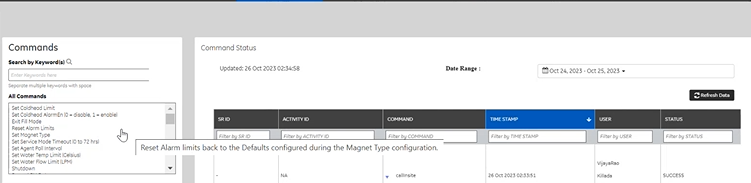 Commands
Search by Keyword(s)
Enter Keywords Here
Separate multiple keywords with space
All Commands
Set Coldhead Limit
Set Coldhead AlarmEn (0 = disable, 1 = enable)
Exit Fill Mode
Reset Alarm Limits
Set Magnet Type
Set Service Mode Timeout (0 to 72 hrs)
Set Agent Poll Interval
Set Water Temp Limit (Celsius)
Set Water Flow Limit (LPM)
Shutdown
Reset Alarm limits back to the Defaults configured during the Magnet Type configuration.
Command Status
Updated: 26 Oct 2023 02:34:58
Date Range :
Oct 24, 2023 - Oct 25, 2023
Refresh Data
SR ID ACTIVITY ID COMMAND TIME STAMP USER STATUS
Filter by SR ID Filter by ACTIVITY ID Filter by COMMAND Filter by TIME STAMP Filter by USER Filter by STATUS
- NA callinsite 26 Oct 2023 02:33:51 VijayaRao
Killada SUCCESS